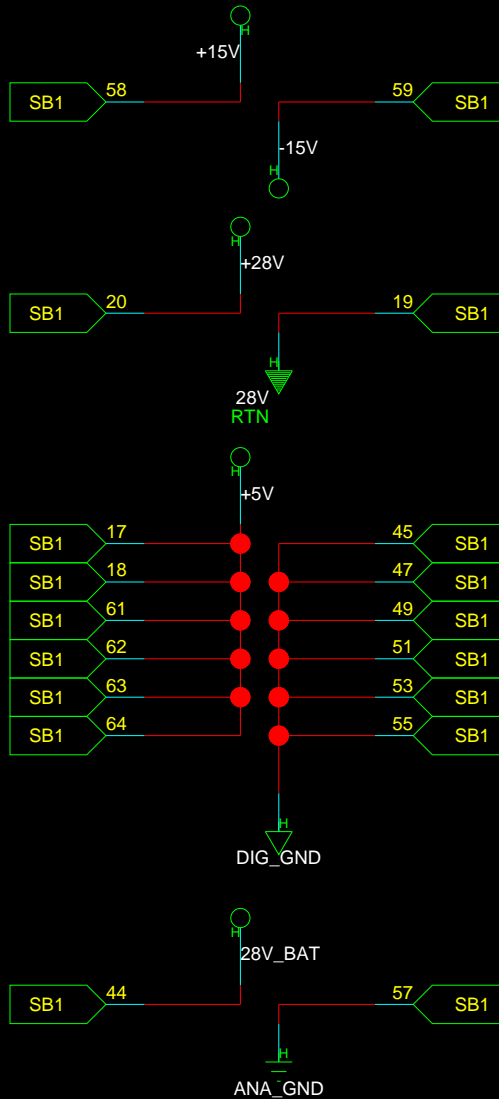 H
+15V
58
59
SB1
SB1
-15V
H
H
+28V
20
19
SB1
SB1
H
28V
RTN
H
+5V
17
45
SB1
SB1
18
47
SB1
SB1
61
49
SB1
SB1
62
51
SB1
SB1
63
53
SB1
SB1
64
55
SB1
SB1
H
DIG_GND
H
28V_BAT
44
57
SB1
SB1
H
ANA_GND